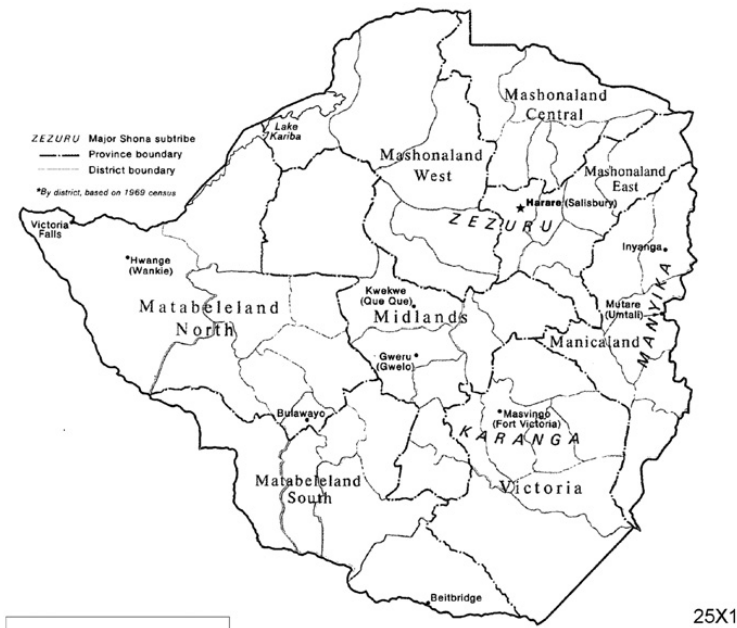 Mashonaland
Central
Lake
Kariba
ZEZURU Major Shona subtribe
Province boundary
District boundary
*By district, based on 1969 census
Mashonaland
West
Mashonaland
East
Harare (Salisbury)
ZEZURU
Victoria
Falls
Hwange
(Wankie)
Inyanga
Kwekwe
(Que Que)
Matabeleland
North
Midlands
Mutare
(Umtali)
MANYIKA
Manicaland
Gweru
(Gwelo)
Bulawayo
Masvingo
(Fort Victoria)
KARANGA
Matabeleland
South
Victoria
Beitbridge
25X1